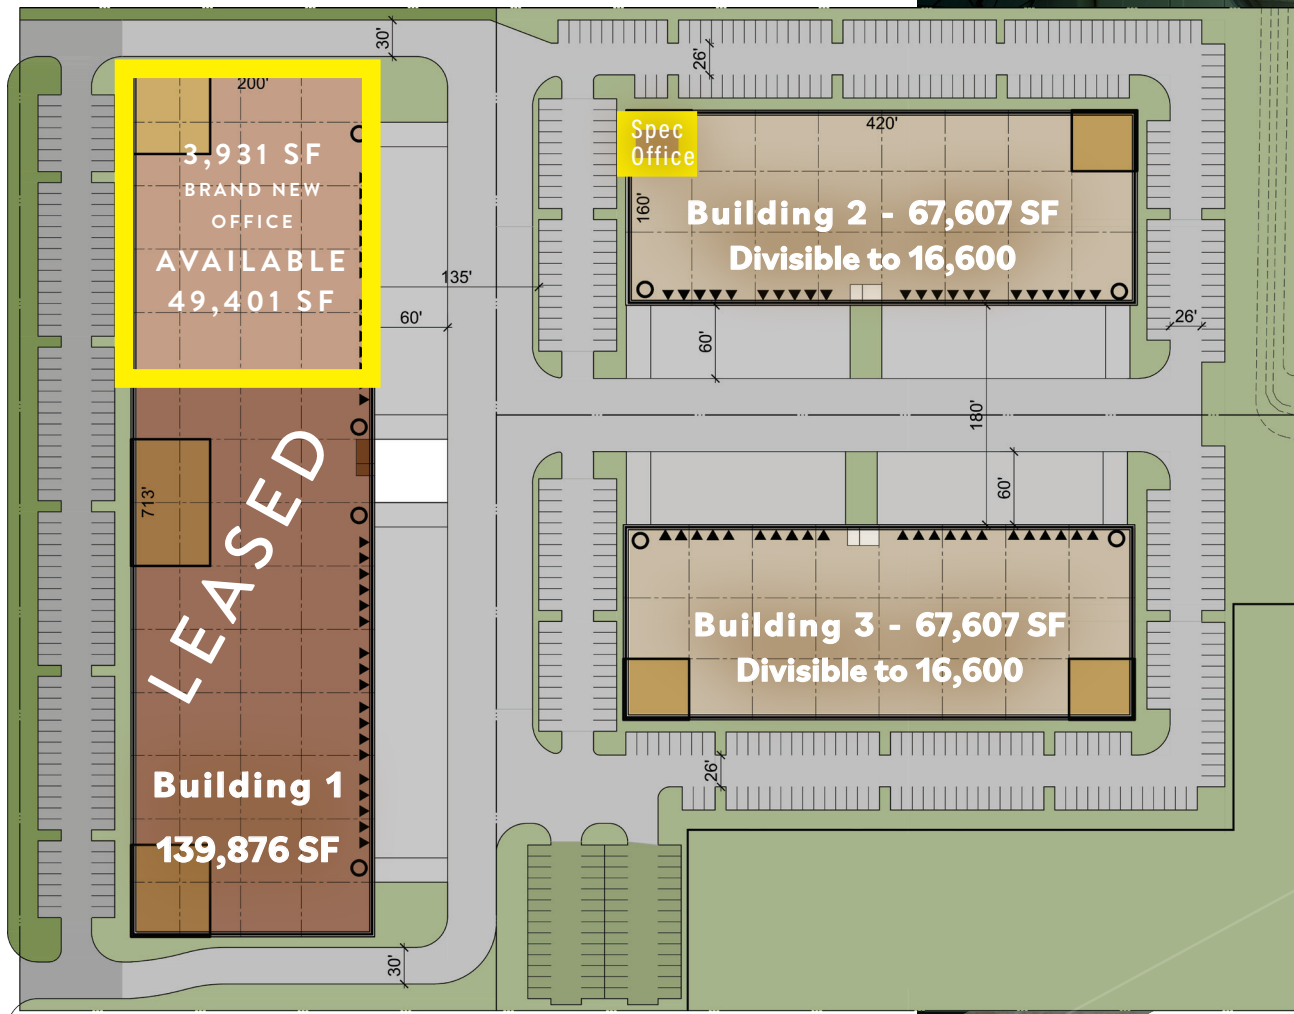 30'
200'
3,931 SF
BRAND NEW
OFFICE
AVAILABLE
49,401 SF
135'
60'
713'
LEASED
Building 1
139,876 SF
30'
26'
Spec
Office
420'
160'
Building 2 - 67,607 SF
Divisible to 16,600
60'
26'
180'
60'
Building 3 - 67,607 SF
Divisible to 16,600
26'